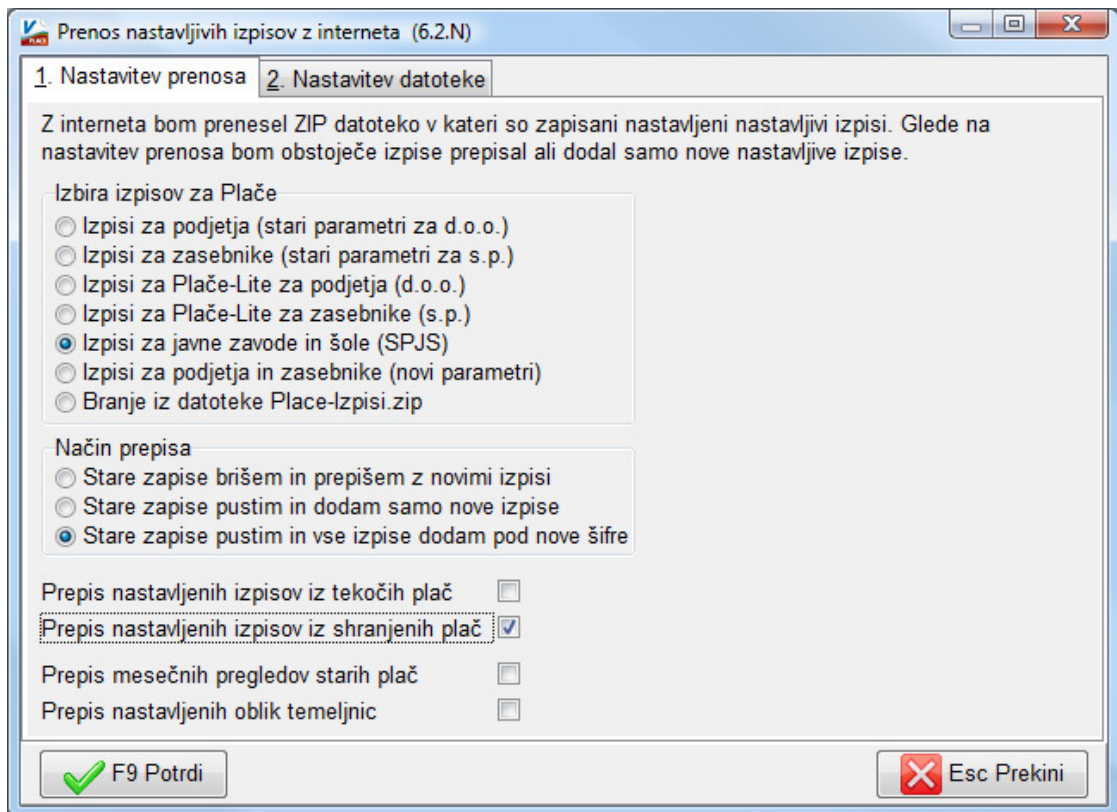 PLAČE
Prenos nastavljivih izpisov z interneta (6.2.N)
1. Nastavitev prenosa
2. Nastavitev datoteke
Z interneta bom prenesel ZIP datoteko v kateri so zapisani nastavljeni nastavljivi izpisi. Glede na
nastavitev prenosa bom obstoječe izpise prepisal ali dodal samo nove nastavljive izpise.
Izbira izpisov za Plače
Izpisi za podjetja (stari parametri za d.o.o.)
Izpisi za zasebnike (stari parametri za s.p.)
Izpisi za Plače-Lite za podjetja (d.o.o.)
Izpisi za Plače-Lite za zasebnike (s.p.)
Izpisi za javne zavode in šole (SPJS)
Izpisi za podjetja in zasebnike (novi parametri)
Branje iz datoteke Place-Izpisi.zip
Način prepisa
Stare zapise brišem in prepišem z novimi izpisi
Stare zapise pustim in dodam samo nove izpise
Stare zapise pustim in vse izpise dodam pod nove šifre
Prepis nastavljenih izpisov iz tekočih plač
Prepis nastavljenih izpisov iz shranjenih plač
Prepis mesečnih pregledov starih plač
Prepis nastavljenih oblik temeljnic
F9 Potrdi
Esc Prekini